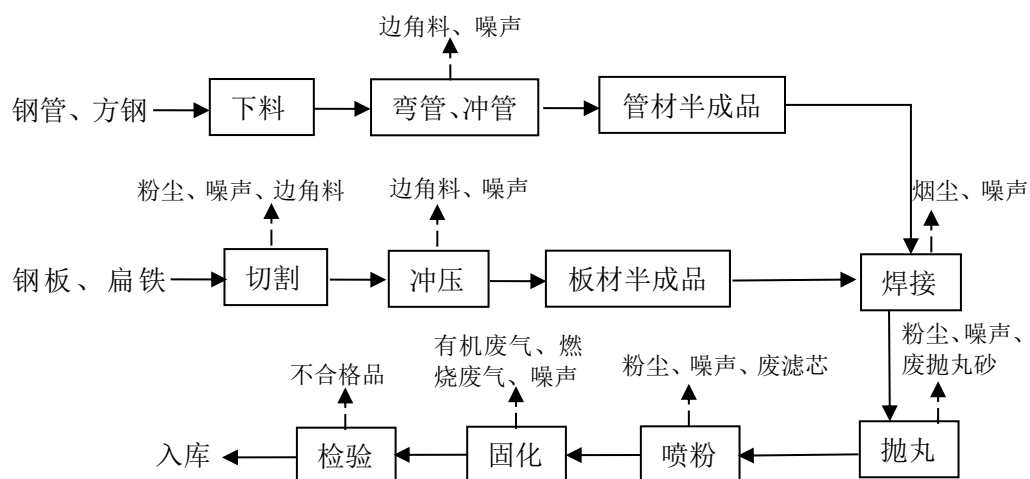 边角料、噪声
钢管、方钢
下料
弯管、冲管
管材半成品
粉尘、噪声、边角料
边角料、噪声
烟尘、噪声
钢板、扁铁
切割
冲压
板材半成品
焊接
粉尘、噪声、
废抛丸砂
有机废气、燃
烧废气、噪声
粉尘、噪声、废滤芯
不合格品
入库
检验
固化
喷粉
抛丸